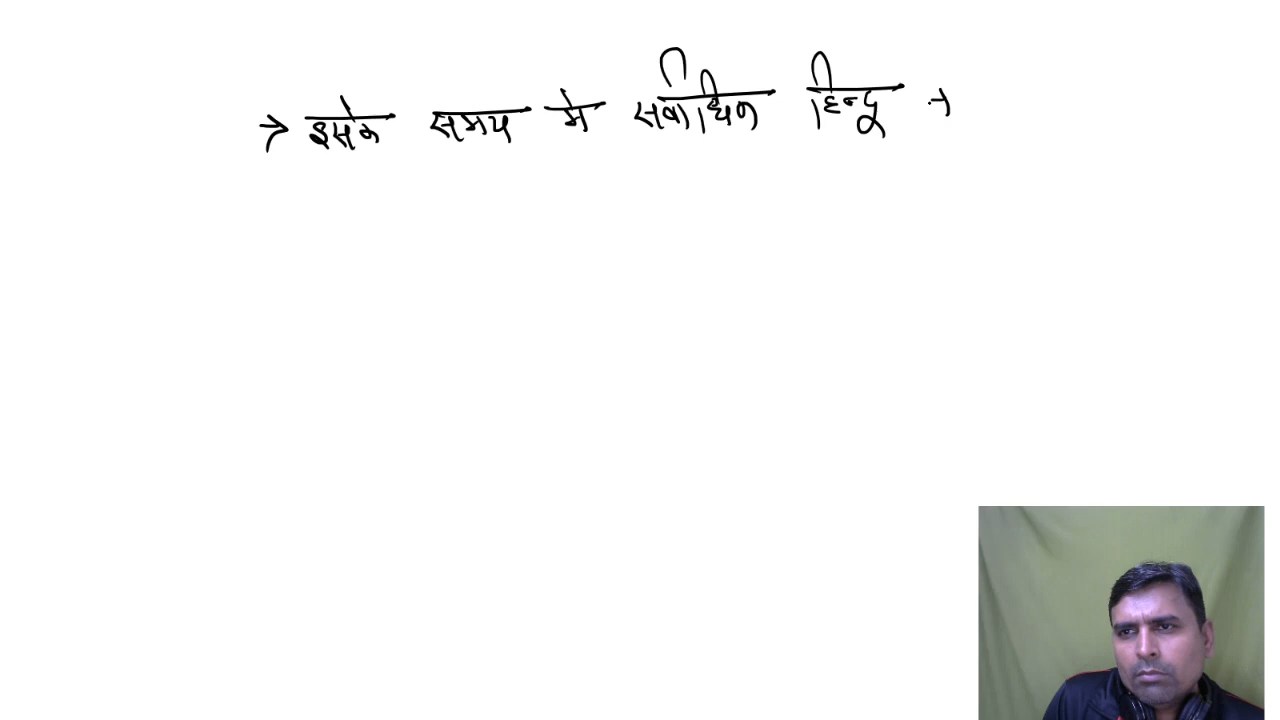 → इसके समय मे सर्वाधिक हिन्दू